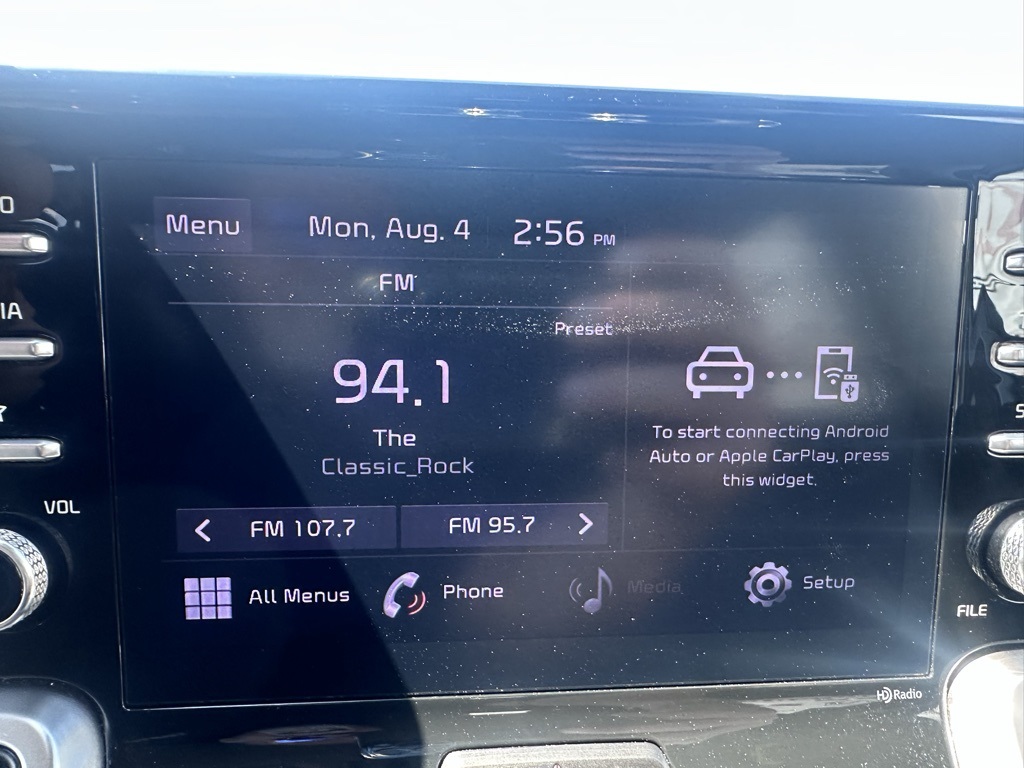 O
IA
VOL
Menu
Mon, Aug. 4
2:56 PM
FM
Preset
94.1
The
Classic_Rock
FM 107.7
FM 95.7
To start connecting Android
Auto or Apple CarPlay, press
this widget.
All Menus
Phone
Media
Setup
S
FILE
HD Radio